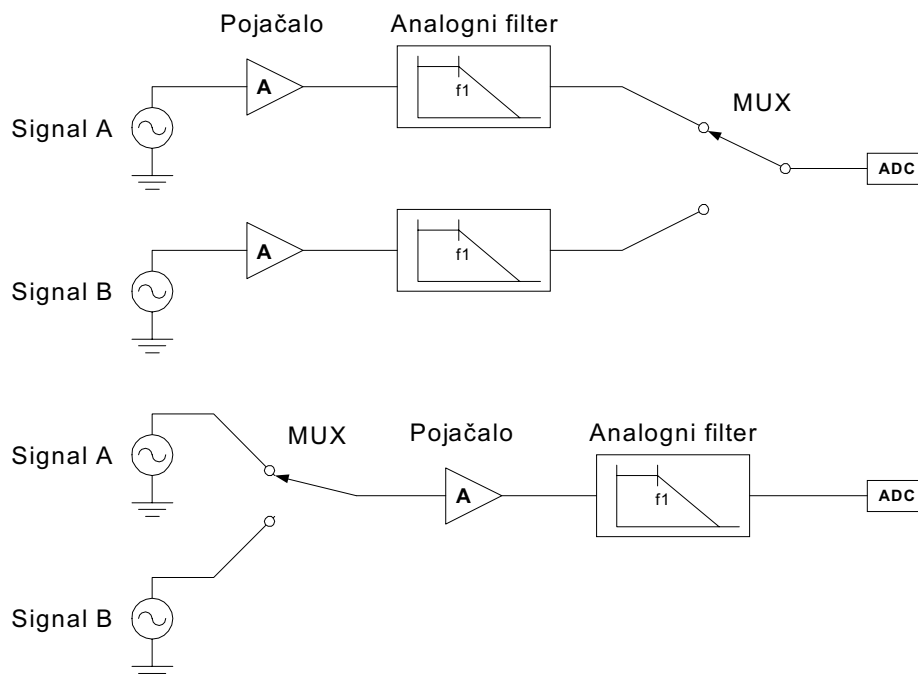 Pojačalo
Analogni filter
A
f1
MUX
Signal A
ADC
A
f1
Signal B
Pojačalo
Analogni filter
MUX
Signal A
A
f1
ADC
Signal B